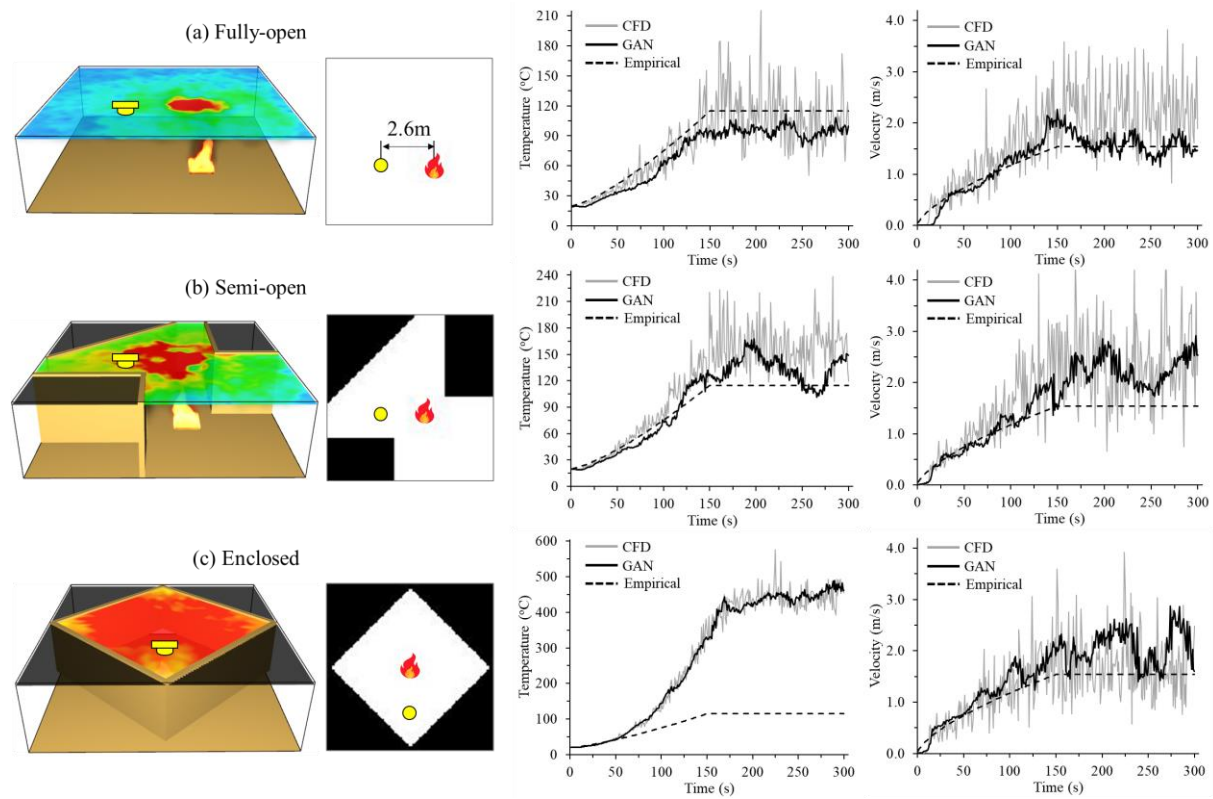 (a) Fully-open
2.6m
210
180
150
120
90
60
30
0
Temperature (°C)
CFD
GAN
Empirical
0 50 100 150 200 250 300
Time (s)
4.0
3.0
2.0
1.0
0.0
Velocity (m/s)
CFD
GAN
Empirical
0 50 100 150 200 250 300
Time (s)
(b) Semi-open
240
210
180
150
120
90
60
30
0
Temperature (°C)
CFD
GAN
Empirical
0 50 100 150 200 250 300
Time (s)
4.0
3.0
2.0
1.0
0.0
Velocity (m/s)
CFD
GAN
Empirical
0 50 100 150 200 250 300
Time (s)
(c) Enclosed
600
500
400
300
200
100
0
Temperature (°C)
CFD
GAN
Empirical
0 50 100 150 200 250 300
Time (s)
4.0
3.0
2.0
1.0
0.0
Velocity (m/s)
CFD
GAN
Empirical
0 50 100 150 200 250 300
Time (s)